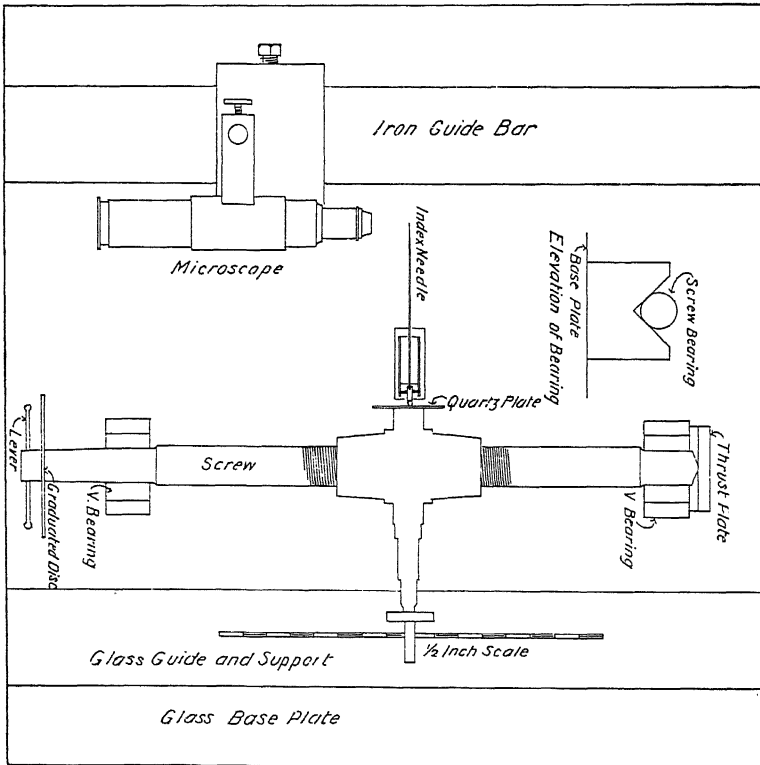 Iron Guide Bar
Microscope
Index Needle
Base Plate
Elevation of Bearing
Screw Bearing
Quartz Plate
Lever
Graduated Disc
V. Bearing
Screw
Thrust Plate
V Bearing
½ Inch Scale
Glass Guide and Support
Glass Base Plate